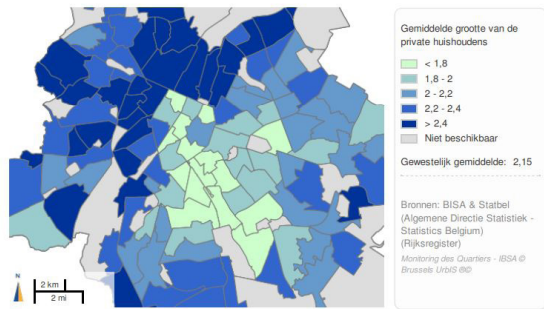 Gemiddelde grootte van de
private huishoudens
< 1,8
1,8 - 2
2 - 2,2
2,2 - 2,4
> 2,4
Niet beschikbaar
Gewestelijk gemiddelde: 2,15
Bronnen: BISA & Statbel
(Algemene Directie Statistiek -
Statistics Belgium)
(Rijksregister)
Monitoring des Quartiers - IBSA ©
Brussels UrbIS ®©
N
2 km
2 mi